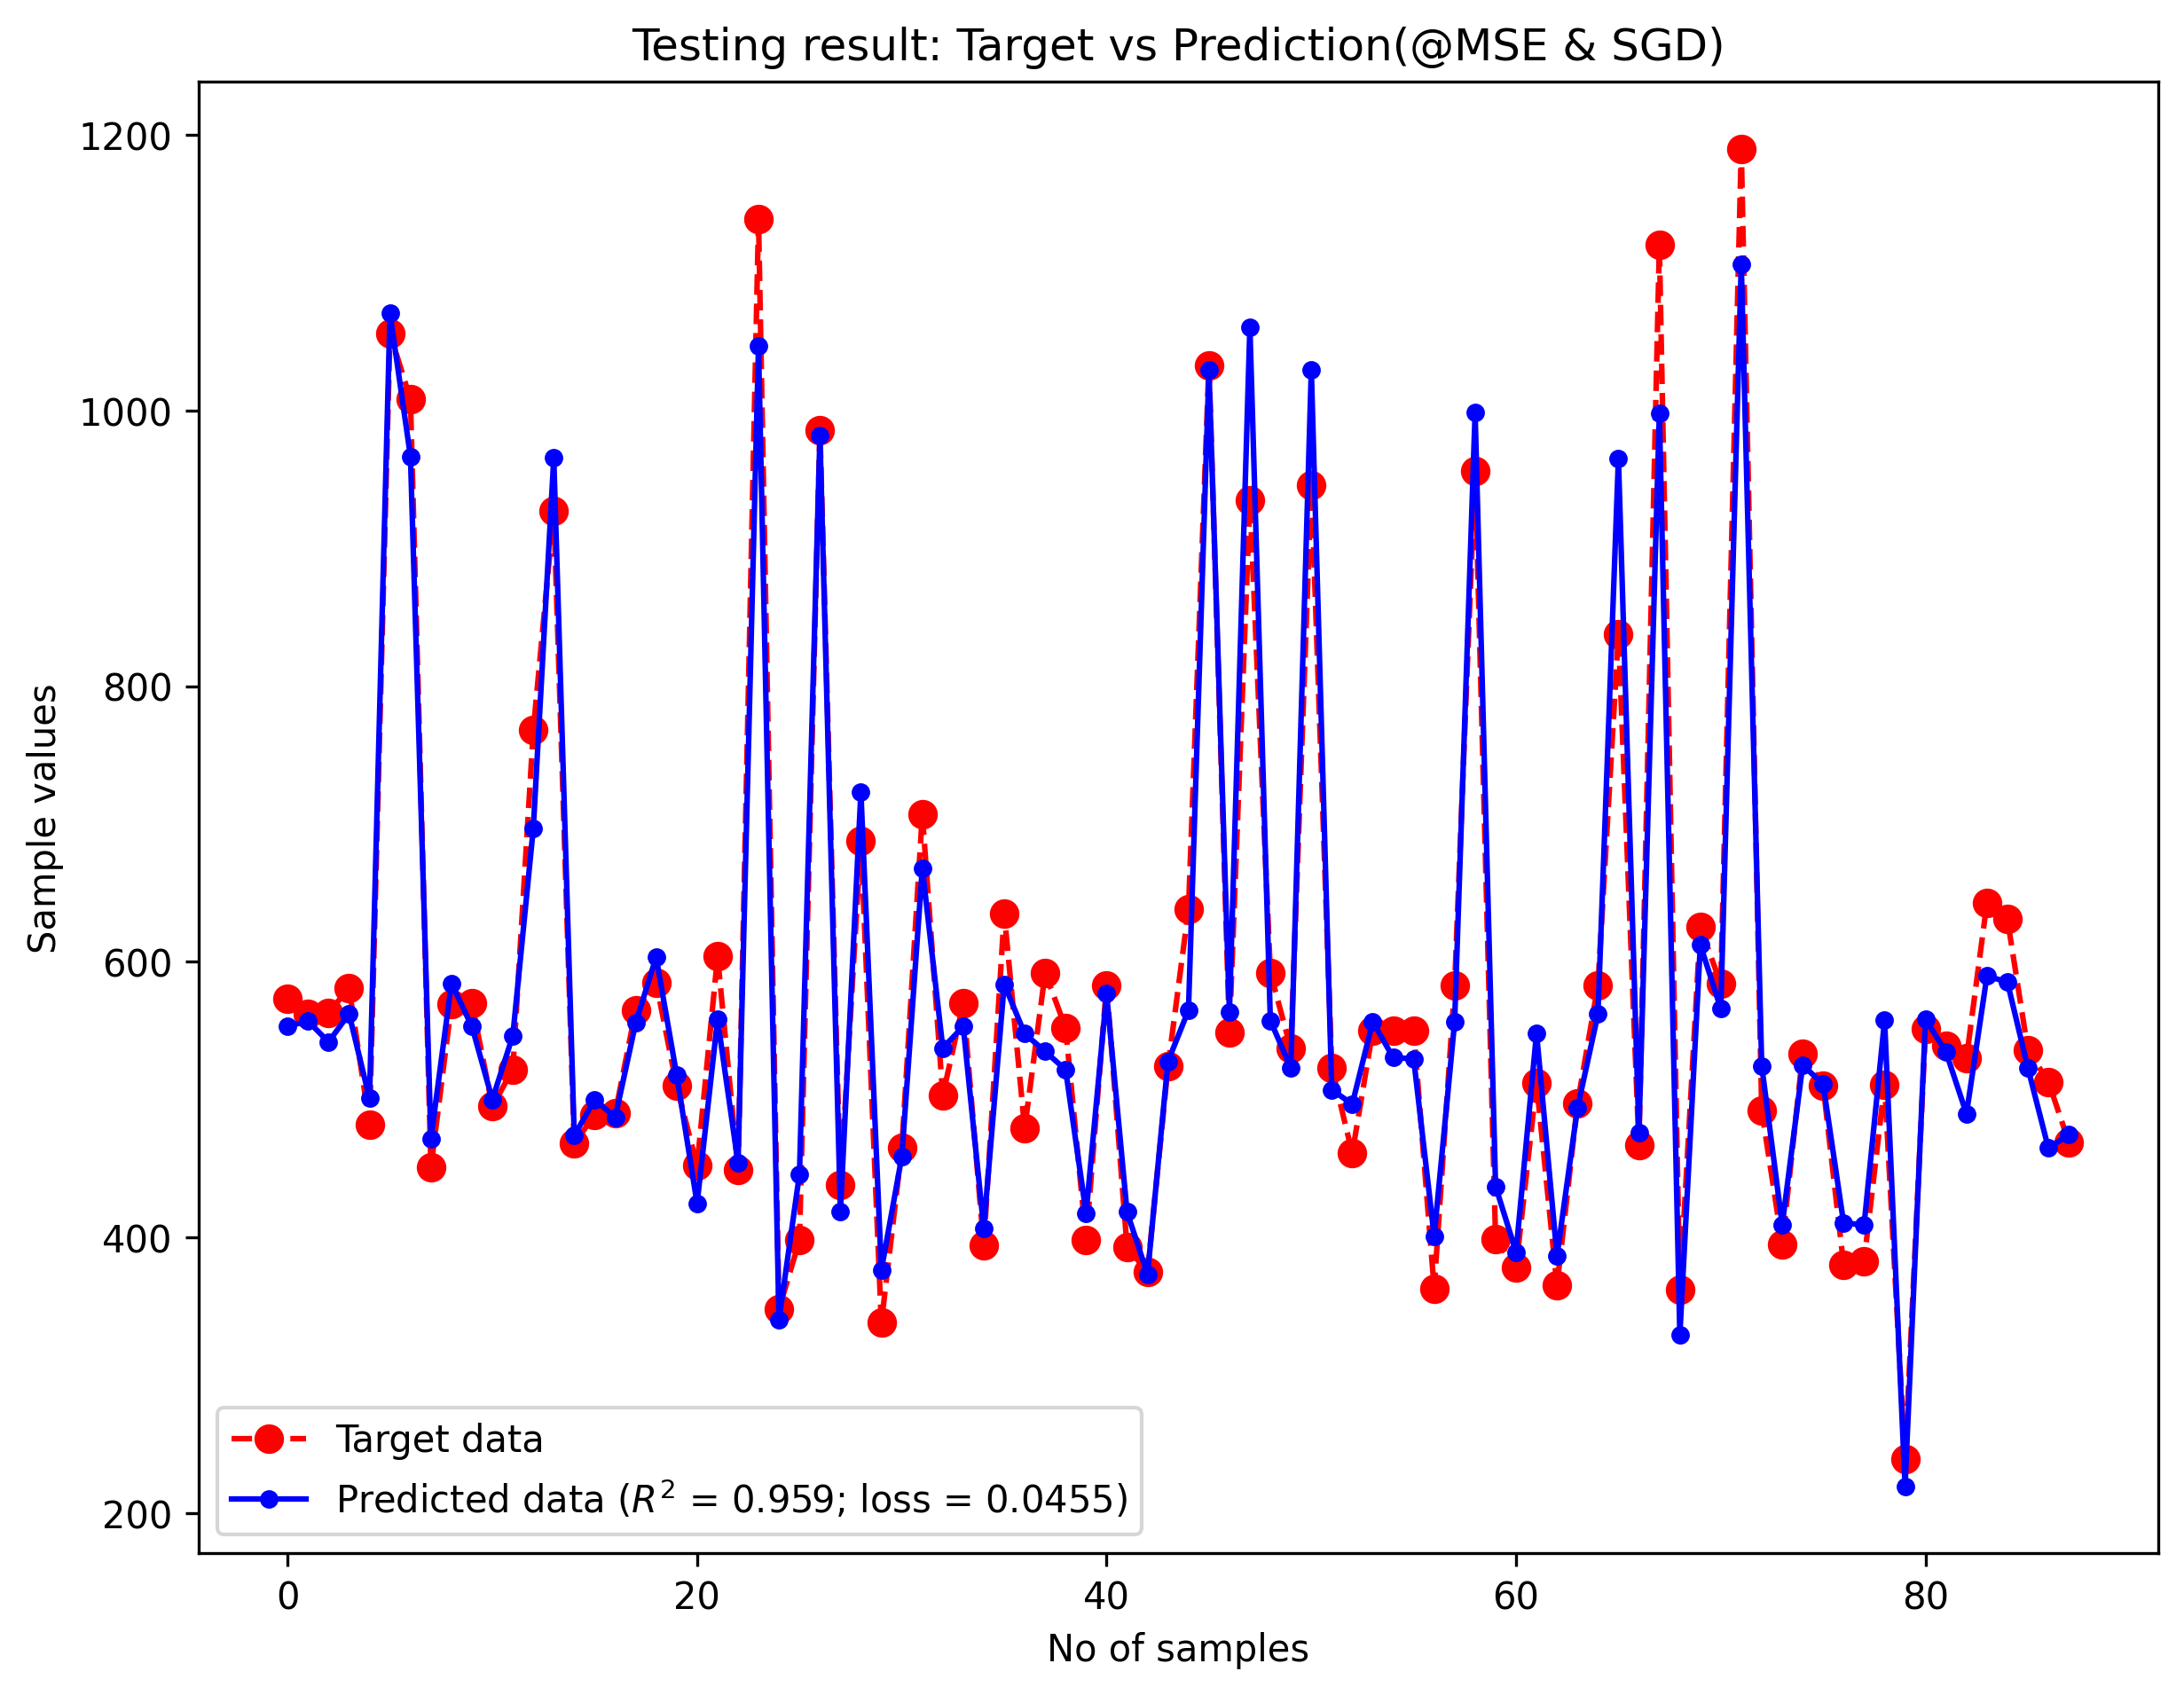 Testing result: Target vs Prediction(@MSE & SGD)
1200
1000
800
600
400
200
Sample values
Target data
Predicted data (R² = 0.959; loss = 0.0455)
0 20 40 60 80
No of samples